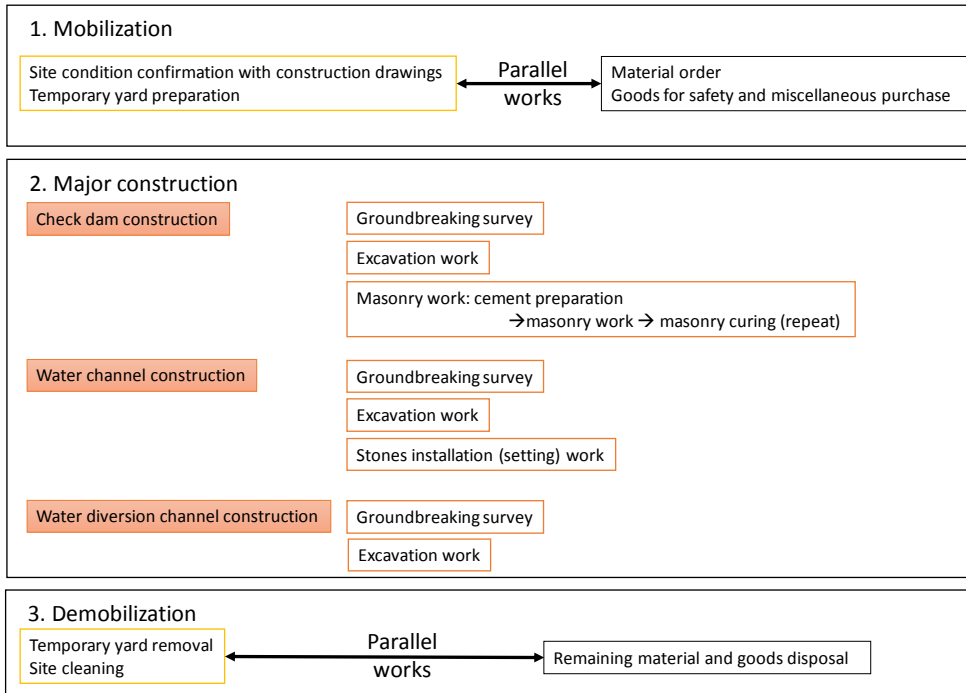 1. Mobilization
Site condition confirmation with construction drawings
Temporary yard preparation
Parallel
works
Material order
Goods for safety and miscellaneous purchase
2. Major construction
Check dam construction
Groundbreaking survey
Excavation work
Masonry work: cement preparation
→masonry work → masonry curing (repeat)
Water channel construction
Groundbreaking survey
Excavation work
Stones installation (setting) work
Water diversion channel construction
Groundbreaking survey
Excavation work
3. Demobilization
Temporary yard removal
Site cleaning
Parallel
works
Remaining material and goods disposal